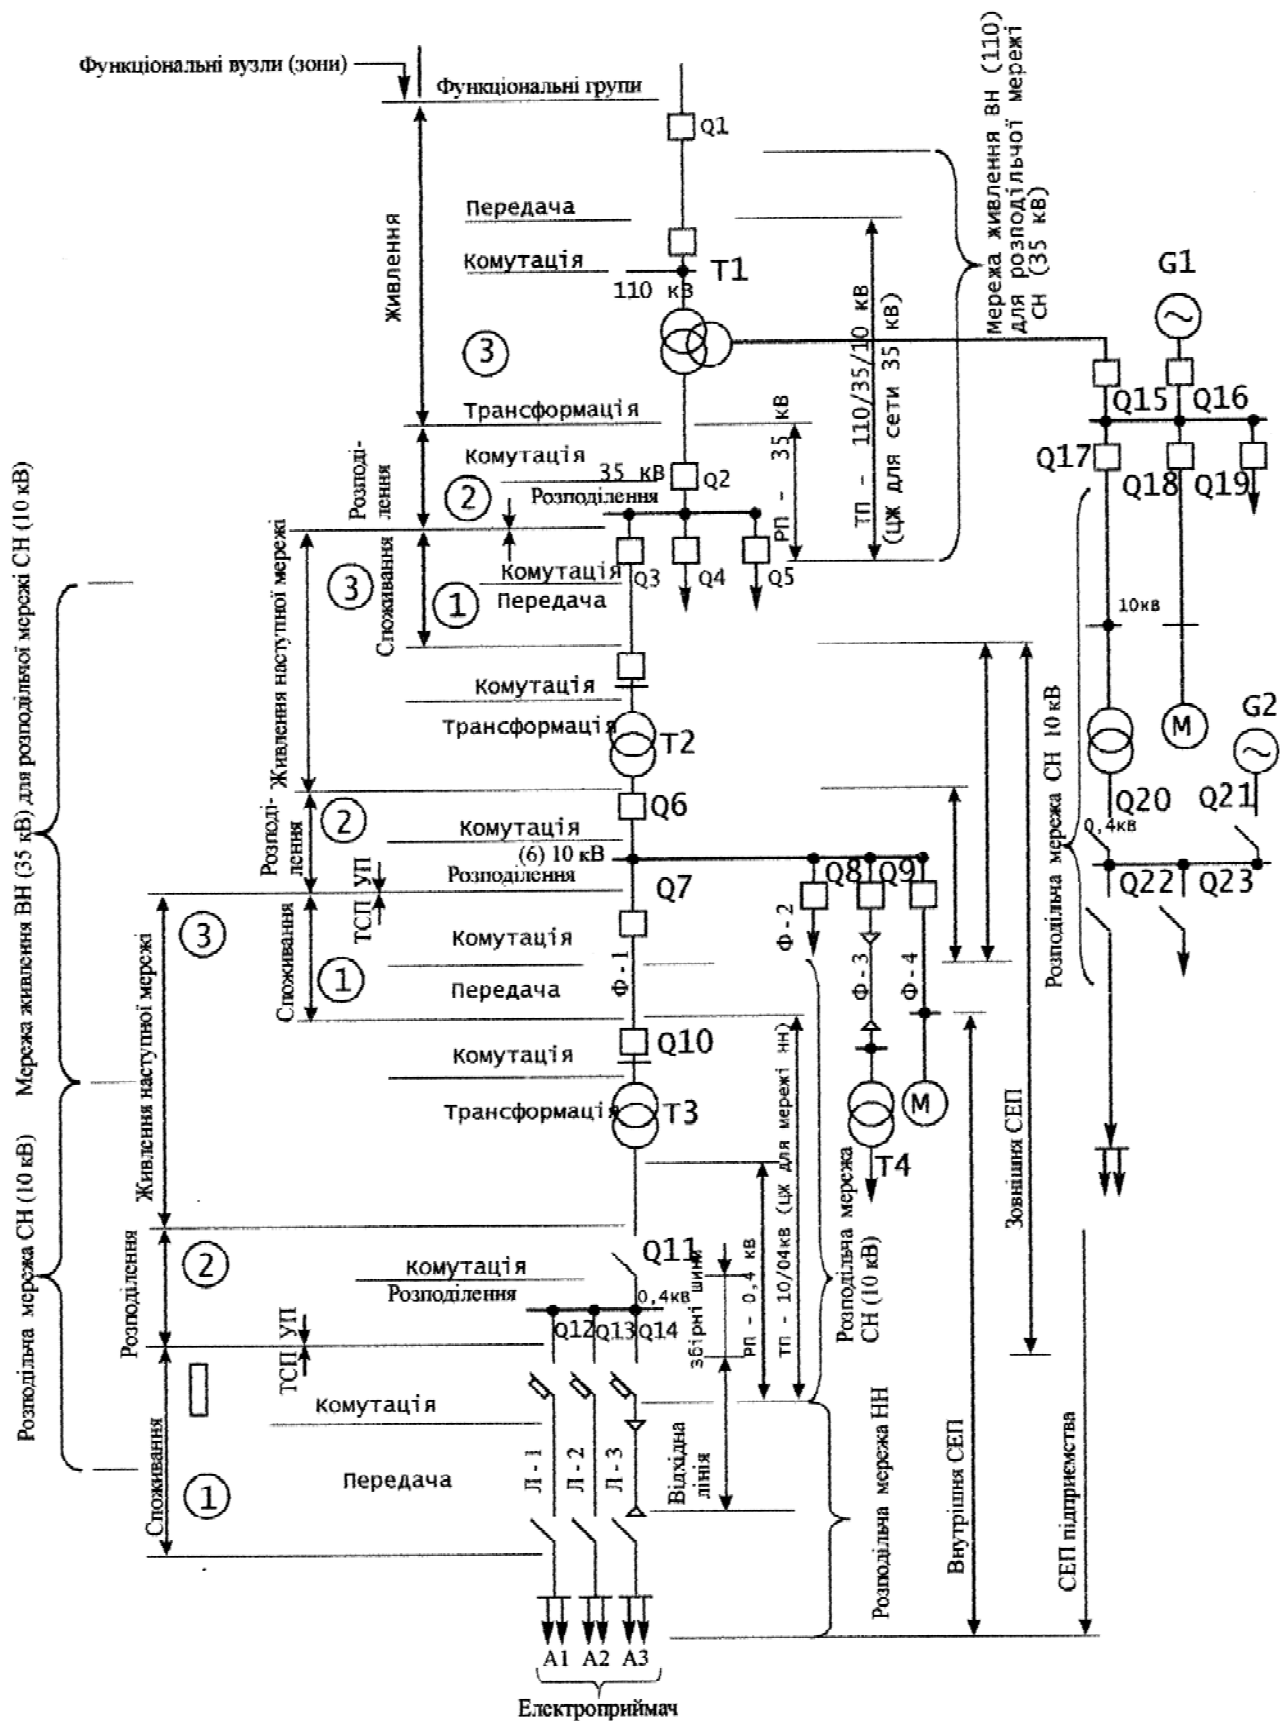 Функціональні вузли (зони)
Функціональні групи
Q1
Передача
Комутація
110 кВ
T1
Живлення
3
Трансформація
Мережа живлення ВН (110)
для розподільчої мережі
СН (35 кВ)
ТП - 110/35/10 кВ
(ЦЖ для сети 35 кВ)
РП - 35 кВ
G1
Q15
Q16
Q17
Q18
Q19
Комутація
35 кВ
Q2
Розподілення
Розподі-
лення
2
Q3
Q4
Q5
Комутація
Передача
Споживання
1
Живлення наступної мережі
3
Комутація
Трансформація
T2
10кв
M
G2
Q20
Q21
0,4кв
Q22
Q23
Розподільча мережа СН 10 кВ
Мережа живлення ВН (35 кВ) для розподільчої мережі СН (10 кВ)
Розподі-
лення
2
Q6
Комутація
(6) 10 кВ
Розподілення
ТСП УП
Q7
Q8
Q9
Ф-2
Ф-3
Ф-4
Ф-1
Споживання
1
Комутація
Передача
Живлення наступної мережі
3
Q10
Комутація
Трансформація
T3
T4
M
Розподільча мережа СН (10 кВ)
Розподілення
2
Q11
Комутація
Розподілення
0,4кв
Q12
Q13
Q14
ТСП УП
збірні шини
РП - 0,4 кв
ТП - 10/04кв (ЦЖ для мережі нн)
Розподільча мережа
СН (10 кВ)
Зовнішня СЕП
Комутація
Передача
Споживання
1
Л - 1
Л - 2
Л - 3
Відхідна
лінія
Розподільча мережа НН
Внутрішня СЕП
СЕП підприємства
A1
A2
A3
Електроприймач